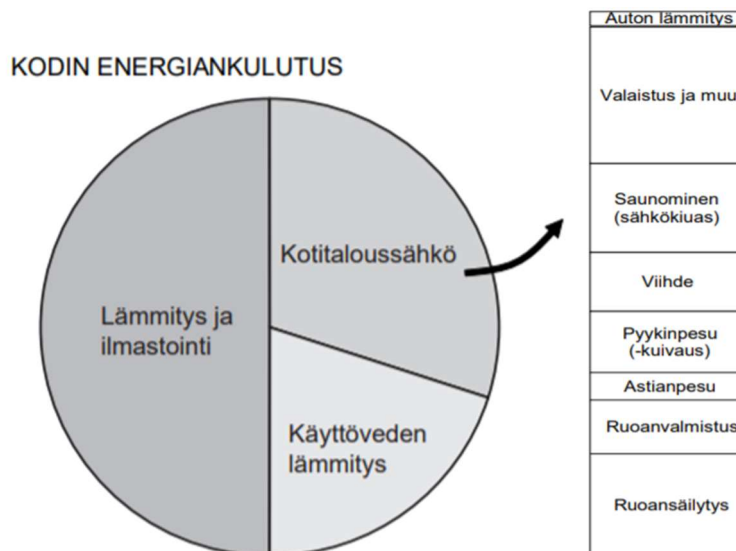 KODIN ENERGIANKULUTUS
Lämmitys ja
ilmastointi
Kotitaloussähkö
Käyttöveden
lämmitys
Auton lämmitys
Valaistus ja muu
Saunominen
(sähkökiuas)
Viihde
Pyykinpesu
(-kuivaus)
Astianpesu
Ruoanvalmistus
Ruoansäilytys